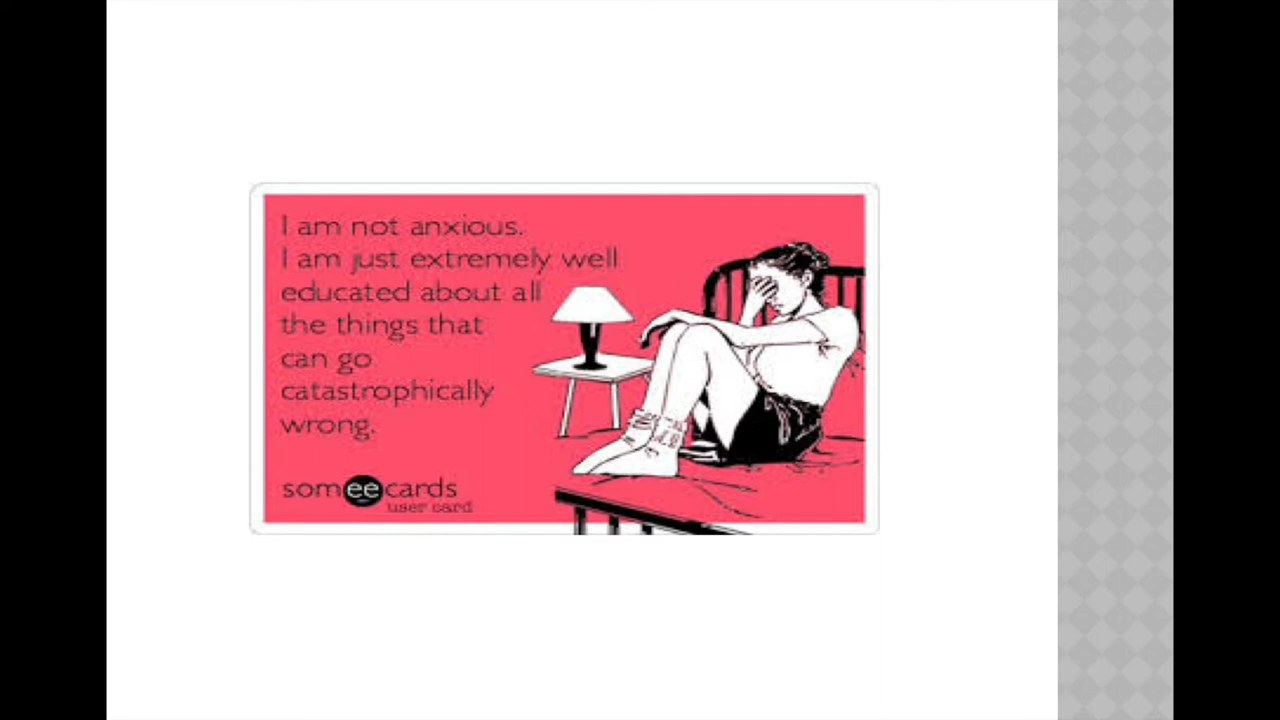 I am not anxious.
I am just extremely well
educated about all
the things that
can go
catastrophically
wrong.
someecards
user card